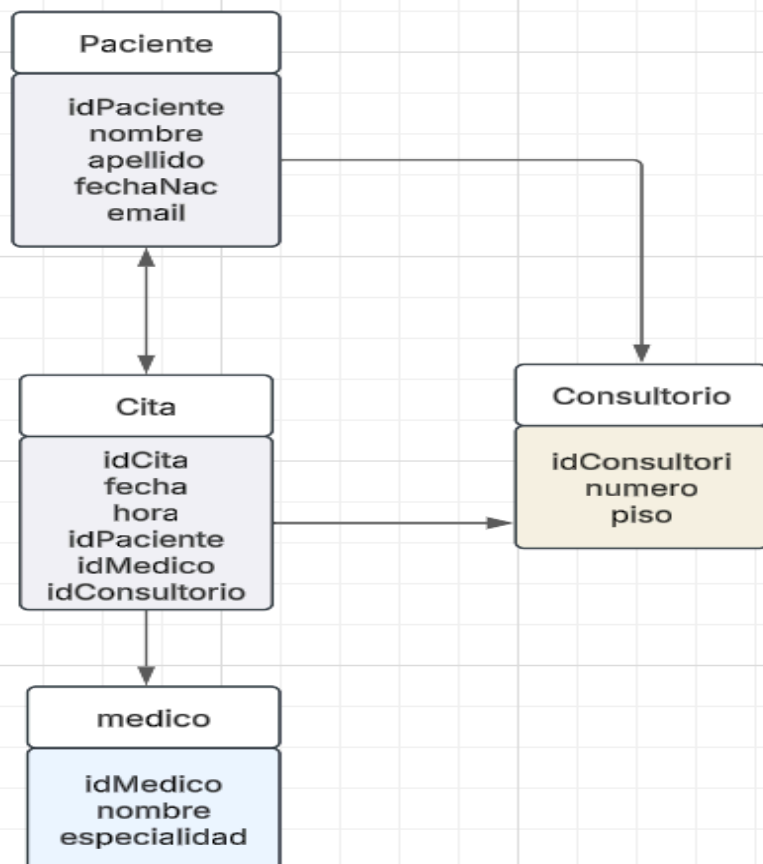 Paciente
idPaciente
nombre
apellido
fechaNac
email
Cita
idCita
fecha
hora
idPaciente
idMedico
idConsultorio
Consultorio
idConsultori
numero
piso
medico
idMedico
nombre
especialidad